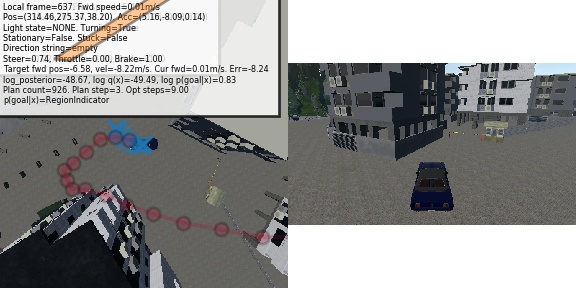 Local frame=637. Fwd speed=0.01m/s
Pos=(314.46,275.37,38.20). Acc=(5.16,-8.09,0.14)
Light state=NONE. Turning=True
Stationary=False. Stuck=False
Direction string=empty
Steer=0.74, Throttle=0.00, Brake=1.00
Target fwd pos=-6.58, vel=-8.22m/s. Cur fwd=0.01m/s. Err=-8.24
log_posterior=-48.67, log q(x)=-49.49, log p(goal|x)=0.83
Plan count=926. Plan step=3. Opt steps=9.00
p(goal|x)=RegionIndicator